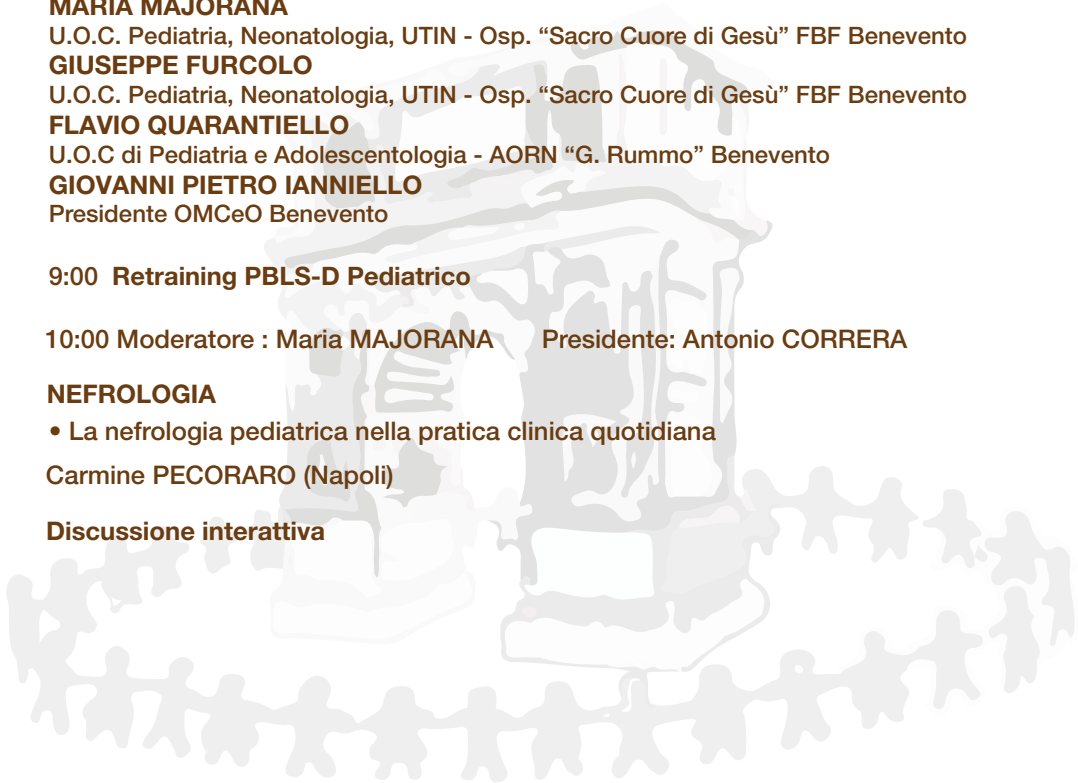 MARIA MAJORANA
U.O.C. Pediatria, Neonatologia, UTIN - Osp. “Sacro Cuore di Gesù” FBF Benevento
GIUSEPPE FURCOLO
U.O.C. Pediatria, Neonatologia, UTIN - Osp. “Sacro Cuore di Gesù” FBF Benevento
FLAVIO QUARANTIELLO
U.O.C di Pediatria e Adolescentologia - AORN “G. Rummo” Benevento
GIOVANNI PIETRO IANNIELLO
Presidente OMCeO Benevento
9:00 Retraining PBLS-D Pediatrico
10:00 Moderatore : Maria MAJORANA Presidente: Antonio CORRERA
NEFROLOGIA
• La nefrologia pediatrica nella pratica clinica quotidiana
Carmine PECORARO (Napoli)
Discussione interattiva